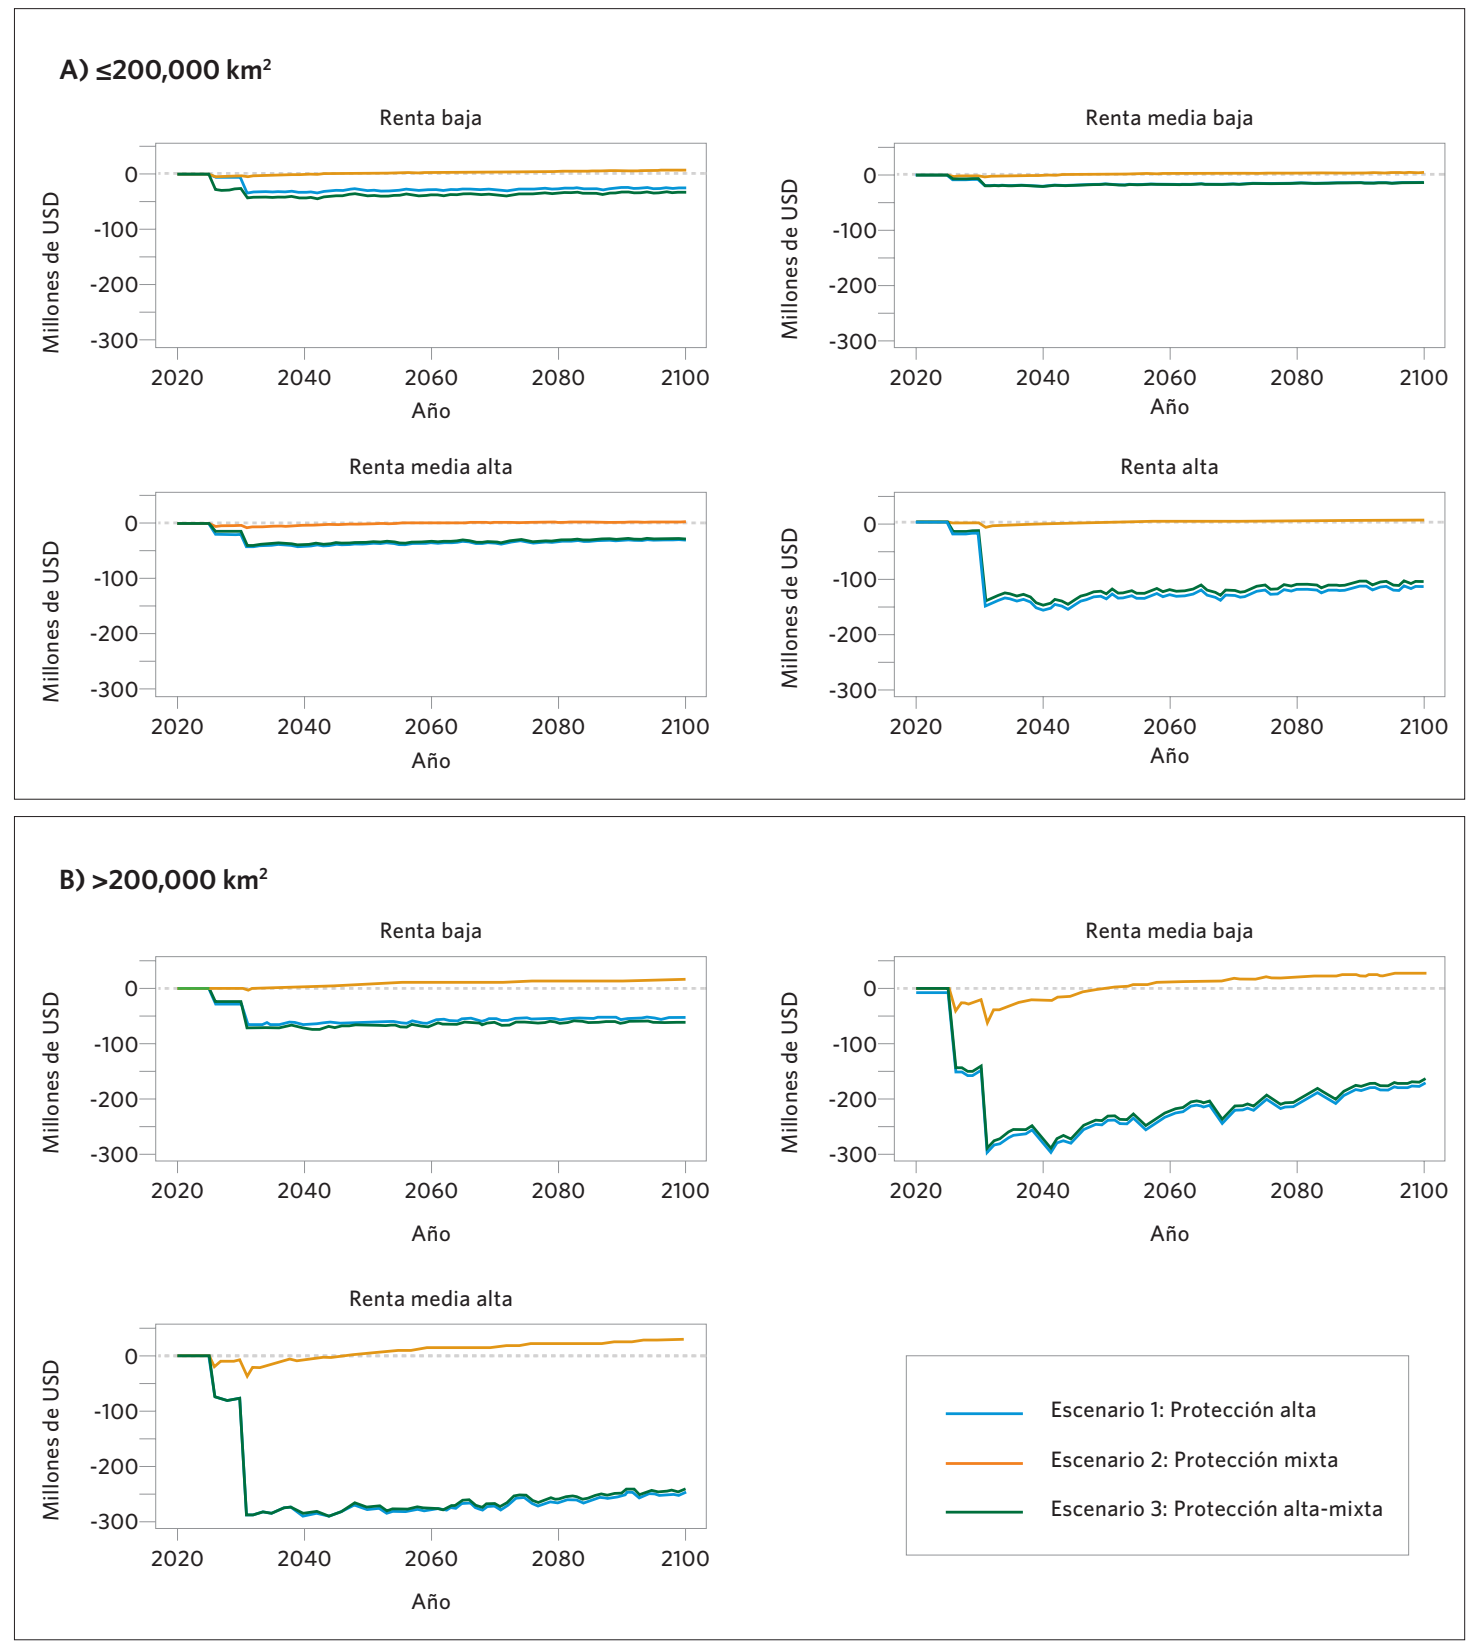 A) ≤200,000 km²
Renta baja
Millones de USD
0
-100
-200
-300
2020 2040 2060 2080 2100
Año
Renta media baja
Millones de USD
0
-100
-200
-300
2020 2040 2060 2080 2100
Año
Renta media alta
Millones de USD
0
-100
-200
-300
2020 2040 2060 2080 2100
Año
Renta alta
Millones de USD
0
-100
-200
-300
2020 2040 2060 2080 2100
Año
B) >200,000 km²
Renta baja
Millones de USD
0
-100
-200
-300
2020 2040 2060 2080 2100
Año
Renta media baja
Millones de USD
0
-100
-200
-300
2020 2040 2060 2080 2100
Año
Renta media alta
Millones de USD
0
-100
-200
-300
2020 2040 2060 2080 2100
Año
Escenario 1: Protección alta
Escenario 2: Protección mixta
Escenario 3: Protección alta-mixta